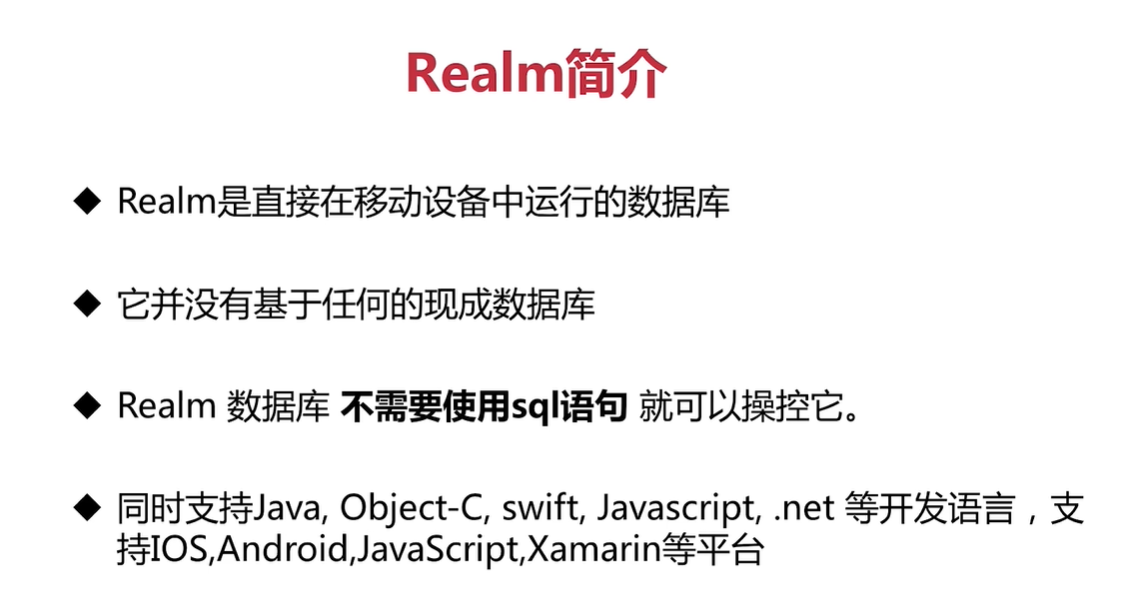 Realm简介
◆ Realm是直接在移动设备中运行的数据库
◆ 它并没有基于任何的现成数据库
◆ Realm 数据库 不需要使用sql语句 就可以操控它。
◆ 同时支持Java, Object-C, swift, Javascript, .net 等开发语言，支
持IOS,Android,JavaScript,Xamarin等平台